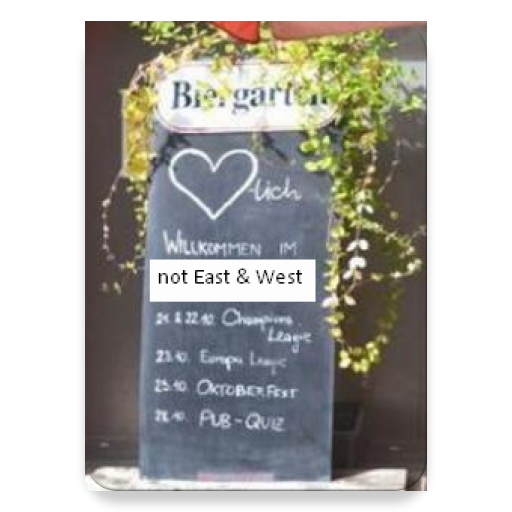 Biergarten
lich
WILLKOMMEN IM
not East & West
21. & 22.10. Champions
League
23.10. Europa League
25.10. OKTOBERFEST
28.10. PUB-QUIZ